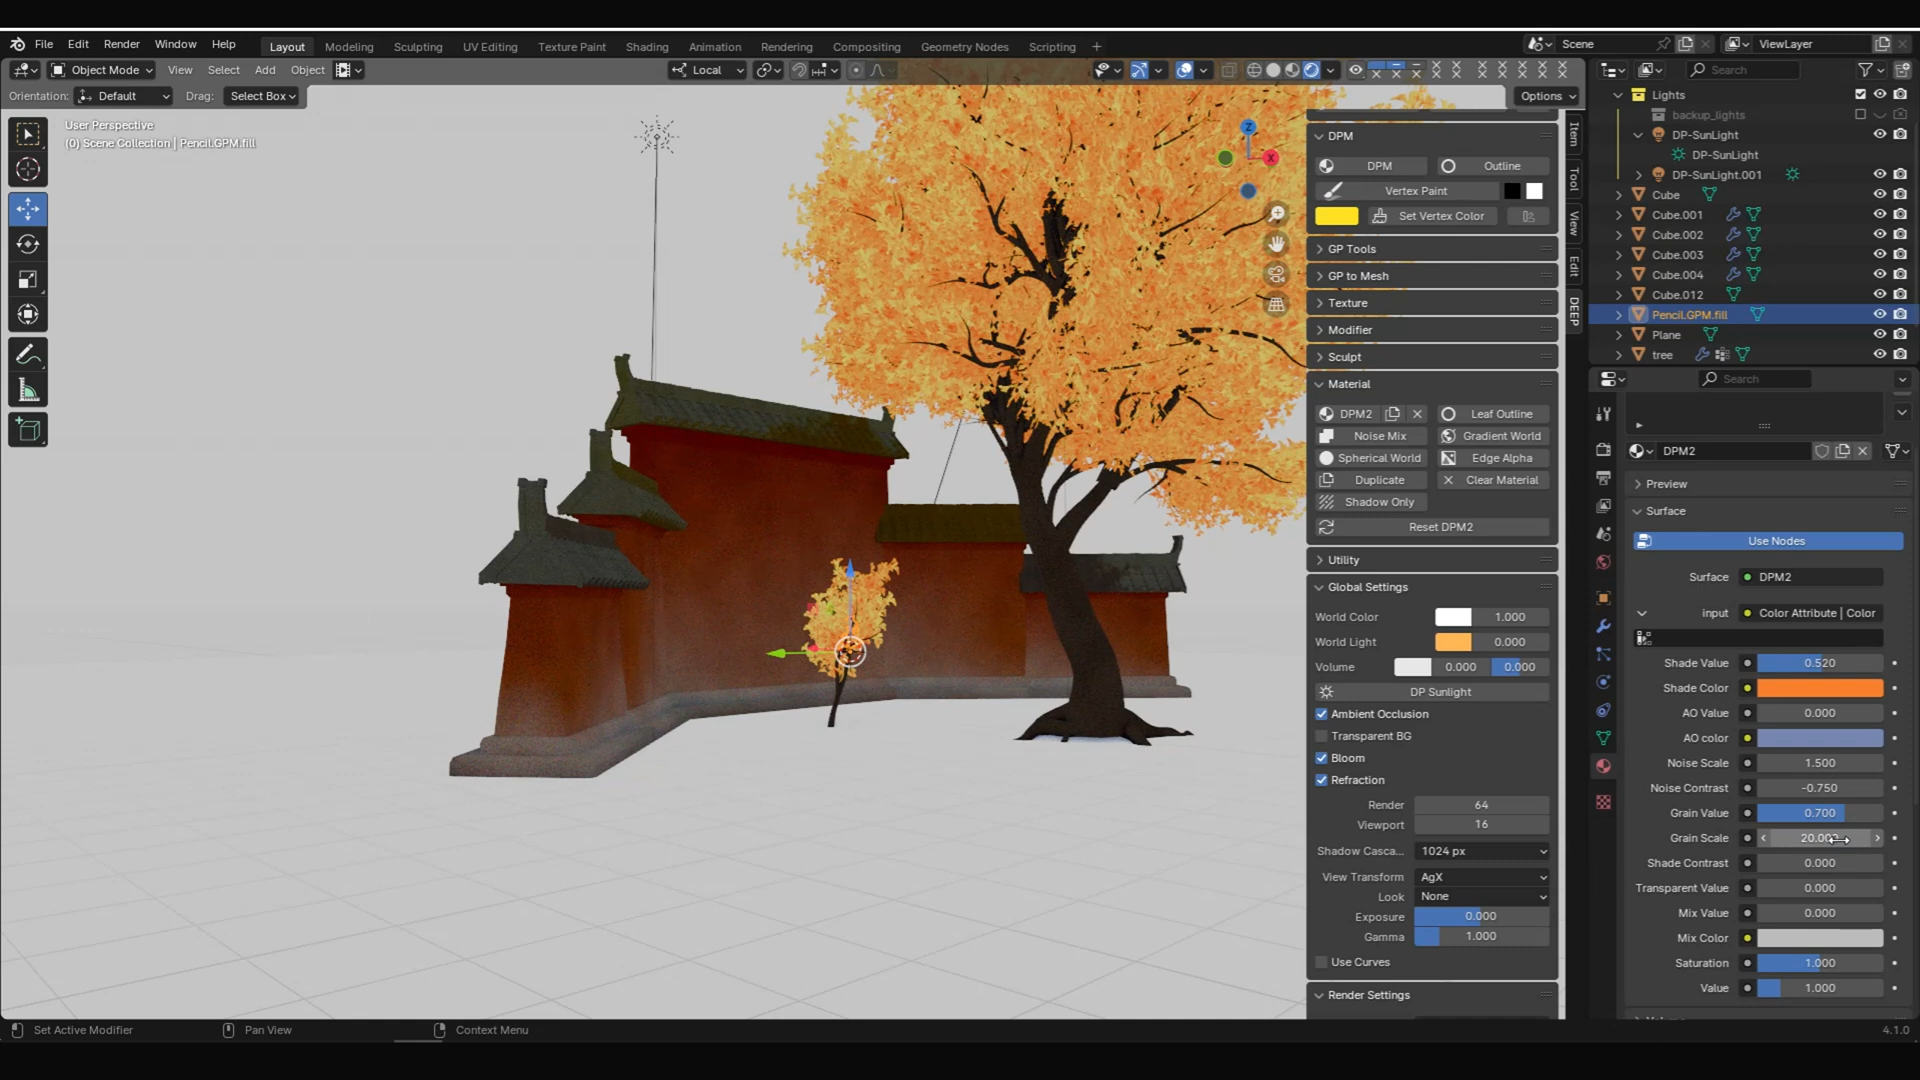 File Edit Render Window Help Layout Modeling Sculpting UV Editing Texture Paint Shading Animation Rendering Compositing Geometry Nodes Scripting + Scene ViewLayer
Object Mode View Select Add Object Local Search
Orientation: Default Drag: Select Box Options
User Perspective
(0) Scene Collection | Pencil.GPM.fill
Z
X
Item
Tool
View
Edit
DEEP
DPM
DPM Outline
Vertex Paint
Set Vertex Color
GP Tools
GP to Mesh
Texture
Modifier
Sculpt
Material
DPM2 Leaf Outline
Noise Mix Gradient World
Spherical World Edge Alpha
Duplicate Clear Material
Shadow Only
Reset DPM2
Utility
Global Settings
World Color 1.000
World Light 0.000
Volume 0.000 0.000
DP Sunlight
Ambient Occlusion
Transparent BG
Bloom
Refraction
Render 64
Viewport 16
Shadow Casca... 1024 px
View Transform AgX
Look None
Exposure 0.000
Gamma 1.000
Use Curves
Render Settings
Lights
backup_lights
DP-SunLight
DP-SunLight
DP-SunLight.001
Cube
Cube.001
Cube.002
Cube.003
Cube.004
Cube.012
Pencil.GPM.fill
Plane
tree
Search
DPM2
Preview
Surface
Use Nodes
Surface DPM2
input Color Attribute | Color
Shade Value 0.520
Shade Color
AO Value 0.000
AO color
Noise Scale 1.500
Noise Contrast -0.750
Grain Value 0.700
Grain Scale
Shade Contrast 0.000
Transparent Value 0.000
Mix Value 0.000
Mix Color
Saturation 1.000
Value 1.000
Set Active Modifier Pan View Context Menu 4.1.0